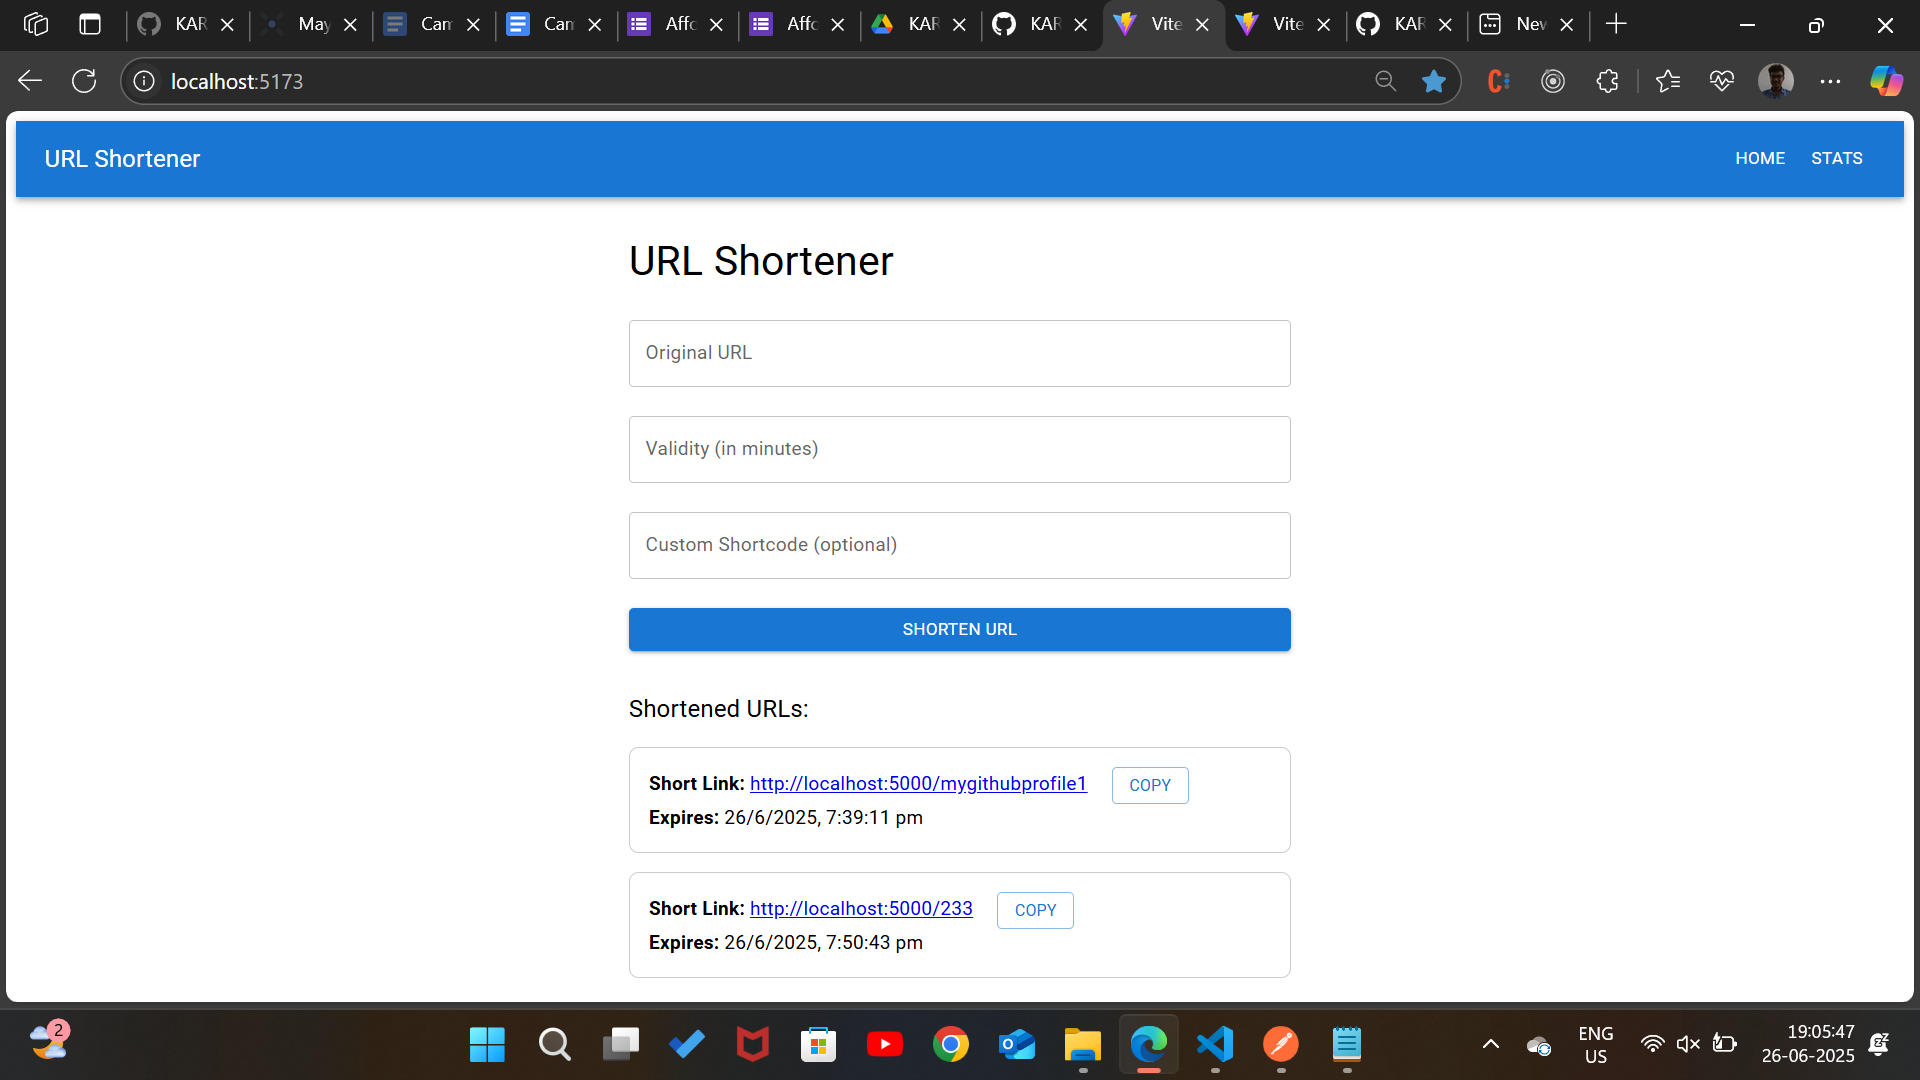 KAR
May
Can
Can
Affo
Affo
KAR
KAR
Vite
Vite
KAR
New
localhost:5173
URL Shortener
HOME
STATS
URL Shortener
Original URL
Validity (in minutes)
Custom Shortcode (optional)
SHORTEN URL
Shortened URLs:
Short Link: http://localhost:5000/mygithubprofile1 COPY
Expires: 26/6/2025, 7:39:11 pm
Short Link: http://localhost:5000/233 COPY
Expires: 26/6/2025, 7:50:43 pm
2
ENG
US
19:05:47
26-06-2025